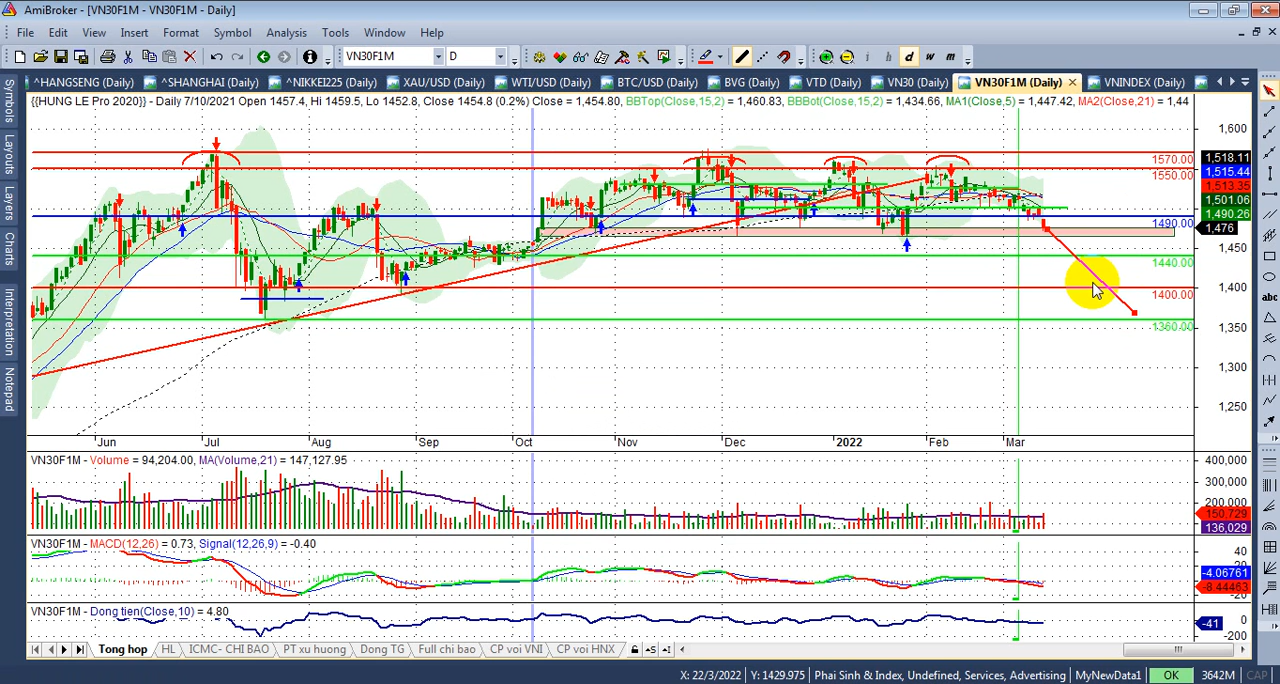 AmiBroker - [VN30F1M - VN30F1M - Daily]
File Edit View Insert Format Symbol Analysis Tools Window Help
VN30F1M D i h d w m
^HANGSENG (Daily) ^SHANGHAI (Daily) ^NIKKEI225 (Daily) XAU/USD (Daily) WTI/USD (Daily) BTC/USD (Daily) BVG (Daily) VTD (Daily) VN30 (Daily) VN30F1M (Daily) VNINDEX (Daily)
Symbols
Layouts
Layers
Charts
Interpretation
Notepad
{{HUNG LE Pro 2020}} - Daily 7/10/2021 Open 1457.4, Hi 1459.5, Lo 1452.8, Close 1454.8 (0.2%) Close = 1,454.80, BBTop(Close,15,2) = 1,460.83, BBBot(Close,15,2) = 1,434.66, MA1(Close,5) = 1,447.42, MA2(Close,21) = 1,44
1,600
1570.00
1,518.11
1550.00
1,515.44
1,513.35
1,501.06
1,490.26
1490.00
1,476
1,450
1440.00
1,400
1400.00
1360.00
1,350
1,300
1,250
abc
Jun Jul Aug Sep Oct Nov Dec 2022 Feb Mar
VN30F1M - Volume = 94,204.00, MA(Volume,21) = 147,127.95
400,000
300,000
200,000
150,729
136,029
VN30F1M - MACD(12,26) = 0.73, Signal(12,26,9) = -0.40
40
20
-4.06761
-8.44463
-20
VN30F1M - Dong tien(Close,10) = 4.80
0
-41
-200
Tong hop HL ICMC- CHI BAO PT xu huong Dong TG Full chi bao CP voi VNI CP voi HNX
X: 22/3/2022 Y: 1429.975 Phai Sinh & Index, Undefined, Services, Advertising MyNewData1 OK 3642M CAP